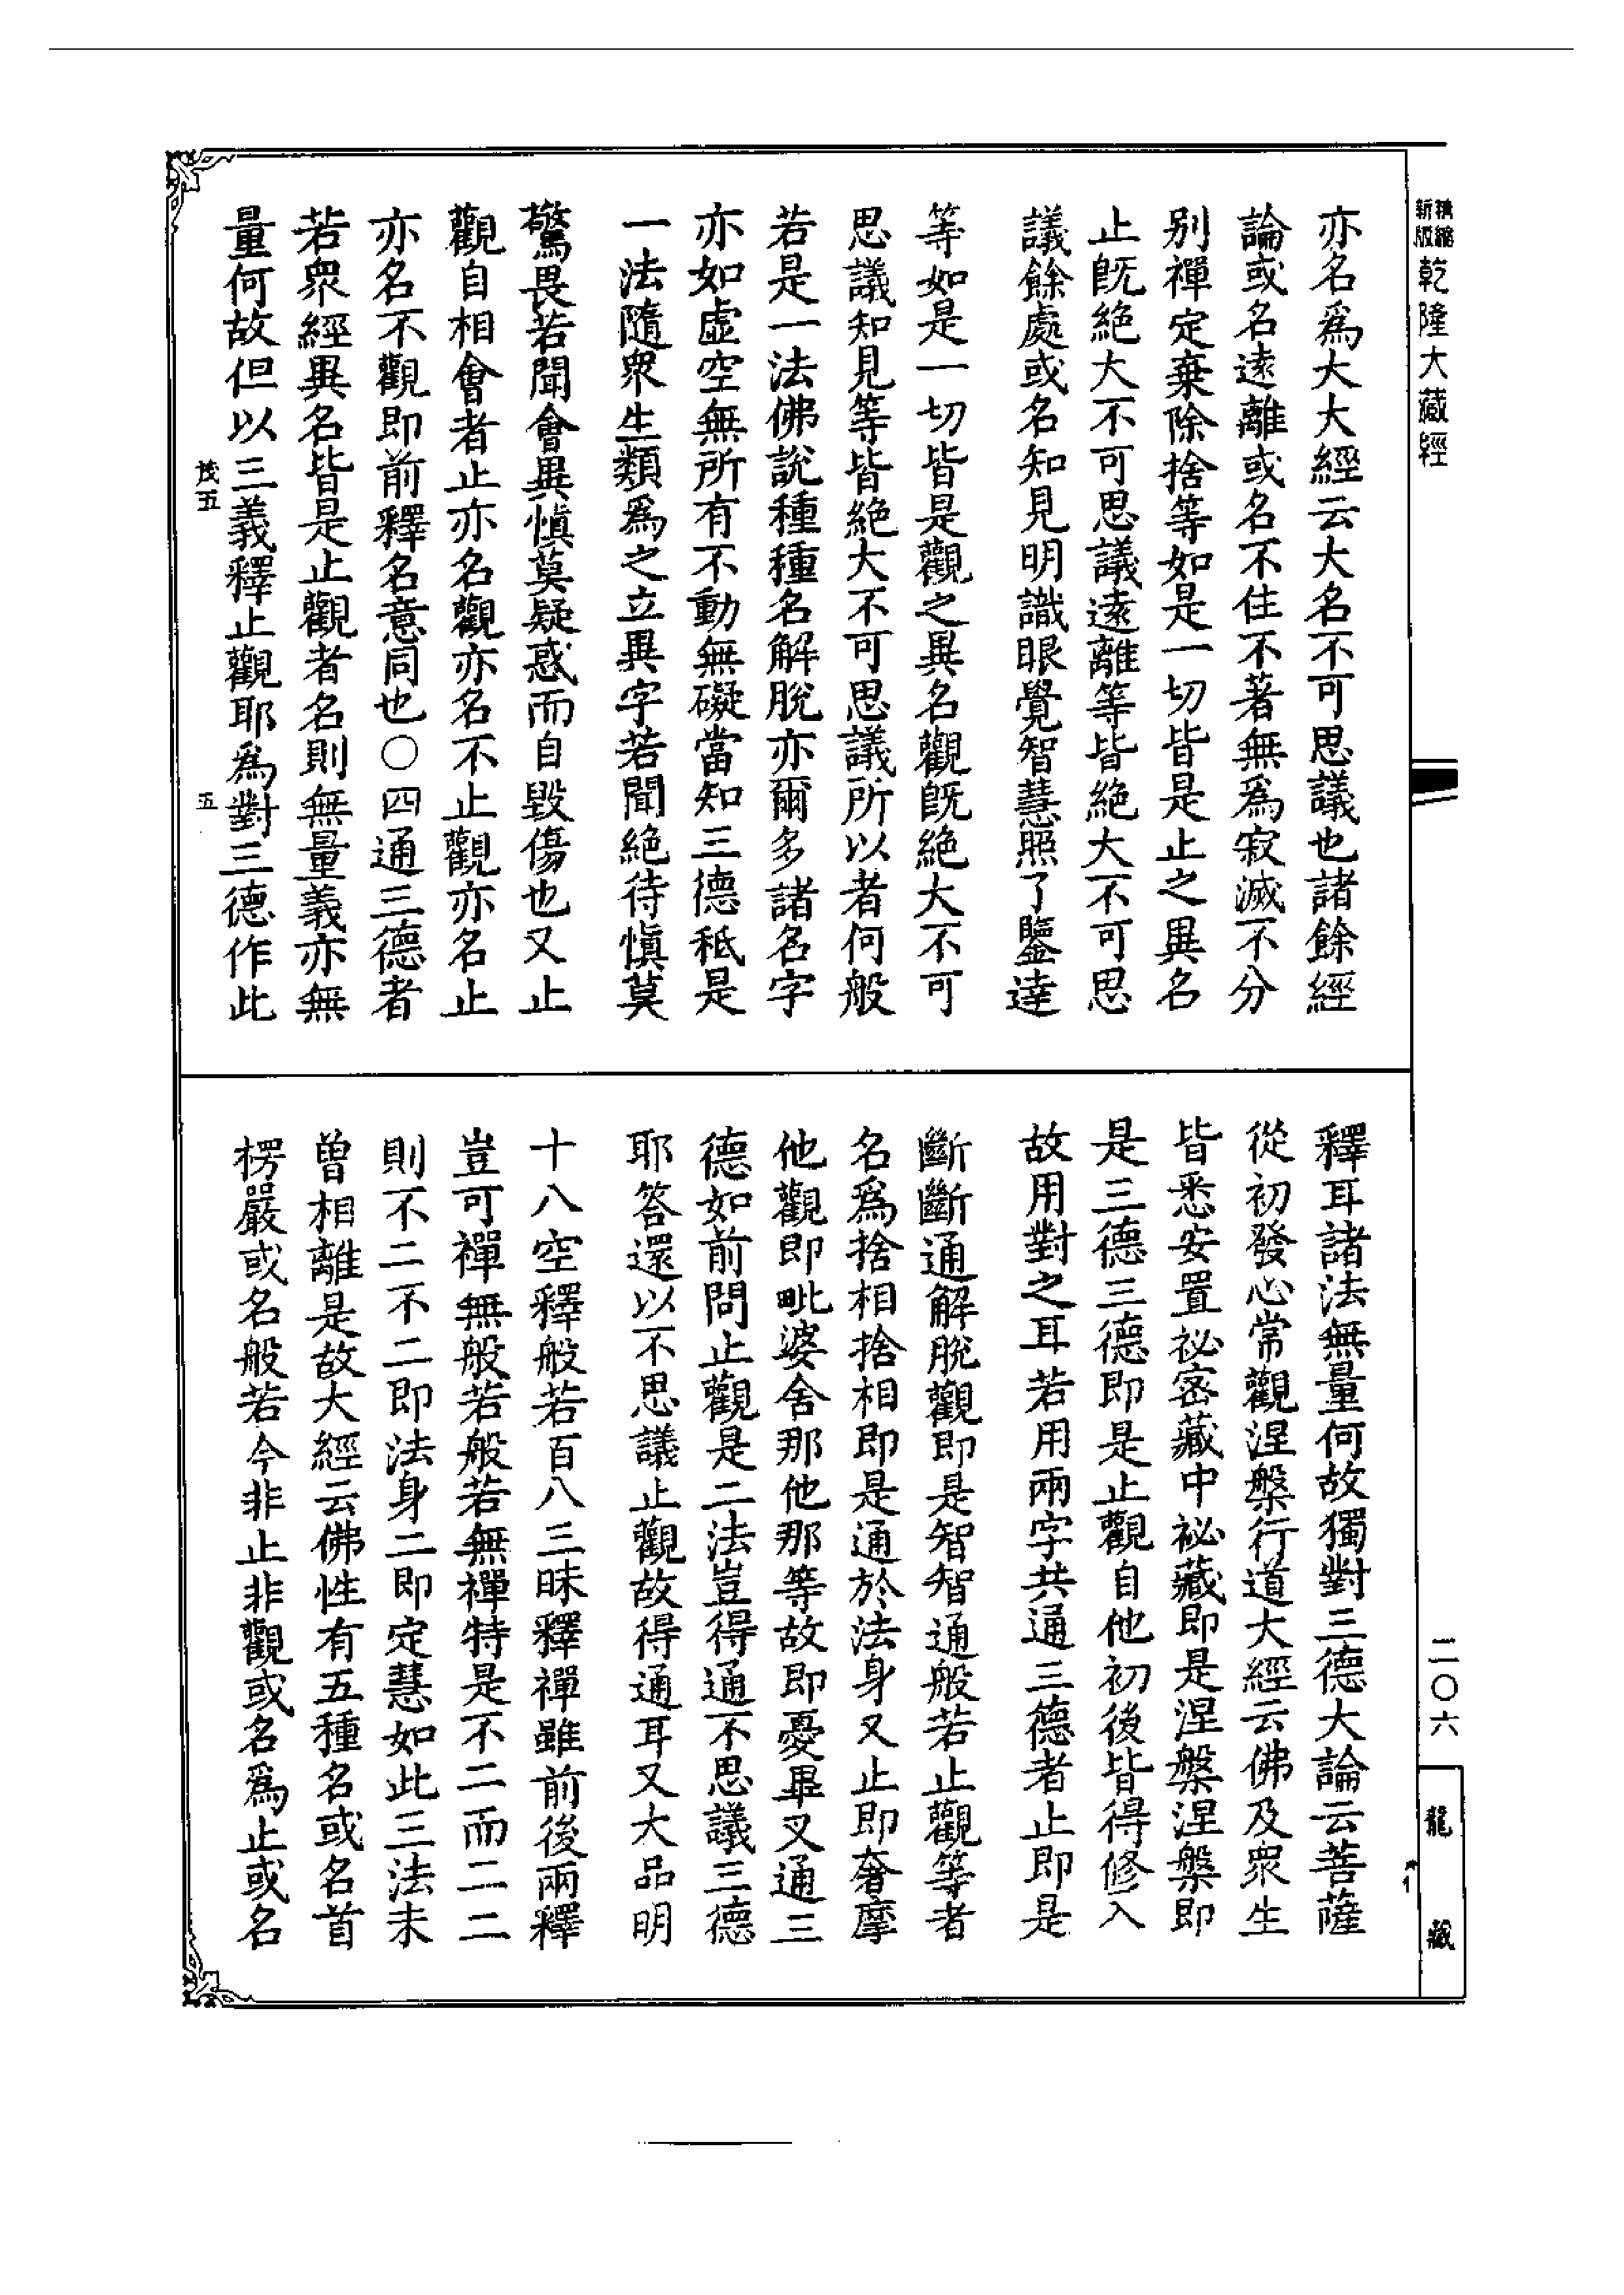 精縮新版乾隆大藏經
亦名爲大大經云大名不可思議也諸餘經
論或名遠離或名不住不著無爲寂滅不分
别禪定棄除捨等如是一切皆是止之異名
止旣絶大不可思議遠離等皆絶大不可思
議餘處或名知見明識眼覺智慧照了鑒達
等如是一切皆是觀之異名觀旣絶大不可
思議知見等皆絶大不可思議所以者何般
若是一法佛說種種名解脫亦爾多諸名字
亦如虛空無所有不動無礙當知三德秪是
一法隨衆生類爲之立異字若聞絶待愼莫
驚畏若聞會異愼莫疑惑而自毀傷也又止
觀自相會者止亦名觀亦名不止觀亦名止
亦名不觀即前釋名意同也○四通三德者
若衆經異名皆是止觀者名則無量義亦無
量何故但以三義釋止觀耶爲對三德作此
茂五
五
釋耳諸法無量何故獨對三德大論云菩薩
從初發心常觀涅槃行道大經云佛及衆生
皆悉安置祕密藏中祕藏即是涅槃涅槃即
是三德三德即是止觀自他初後皆得修入
故用對之耳若用兩字共通三德者止即是
斷斷通解脫觀即是智智通般若止觀等者
名爲捨相捨相即是通於法身又止即奢摩
他觀即毗婆舍那他那等故即憂畢叉通三
德如前問止觀是二法豈得通不思議三德
耶答還以不思議止觀故得通耳又大品明
十八空釋般若百八三昧釋禪雖前後兩釋
豈可禪無般若般若無禪特是不二而二二
則不二不二即法身二即定慧如此三法未
曾相離是故大經云佛性有五種名或名首
楞嚴或名般若今非止非觀或名爲止或名
二〇六
龍藏